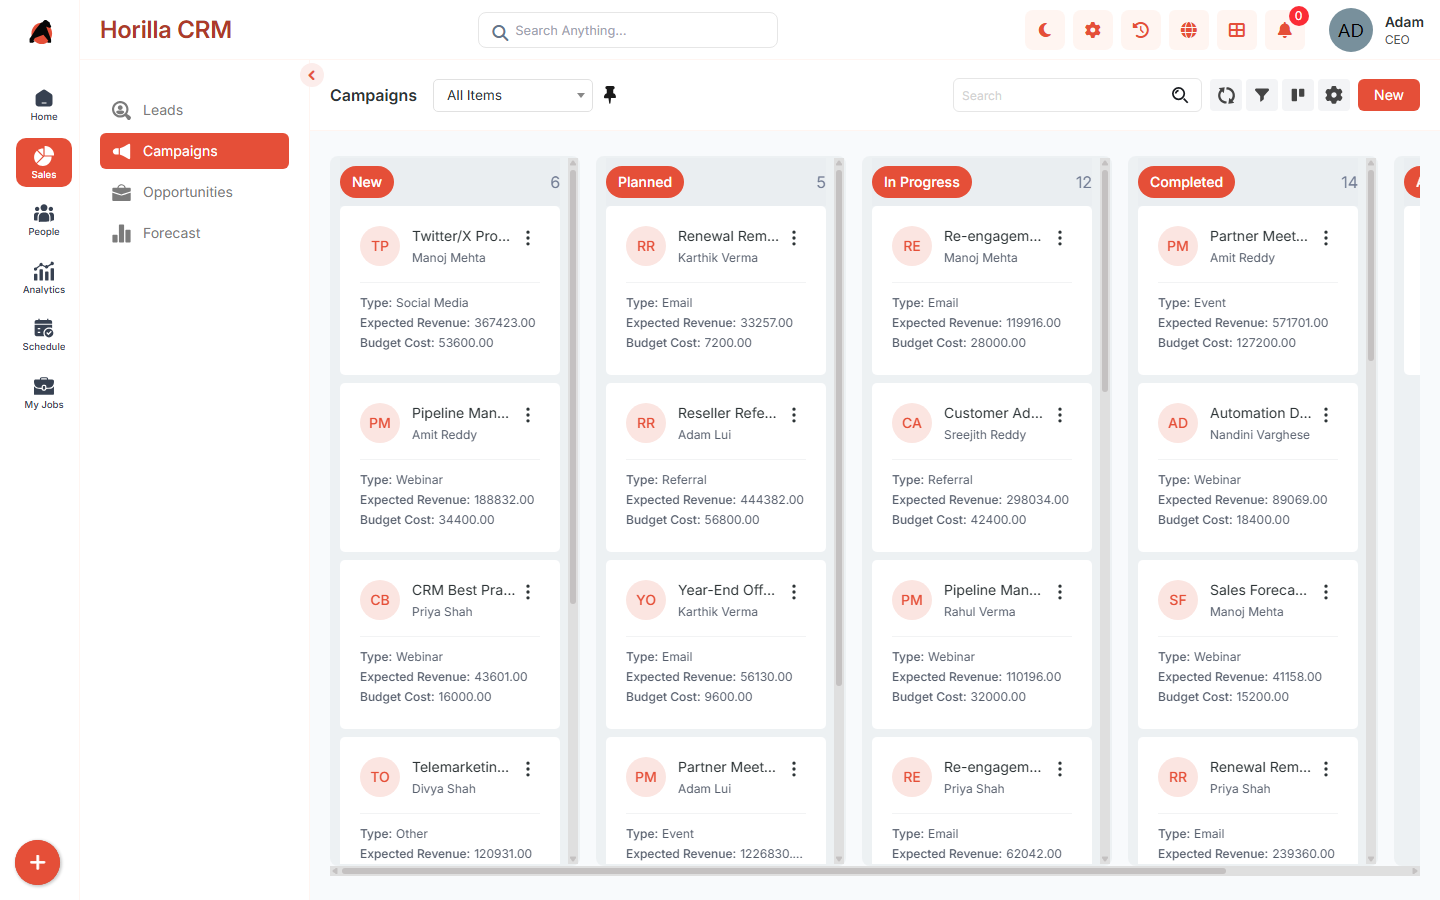 Horilla CRM
Search Anything...
0
AD
Adam
CEO
Home
Sales
People
Analytics
Schedule
My Jobs
Leads
Campaigns
Opportunities
Forecast
Campaigns
All Items
Search
New
New
6
TP
Twitter/X Pro...
Manoj Mehta
Type: Social Media
Expected Revenue: 367423.00
Budget Cost: 53600.00
PM
Pipeline Man...
Amit Reddy
Type: Webinar
Expected Revenue: 188832.00
Budget Cost: 34400.00
CB
CRM Best Pra...
Priya Shah
Type: Webinar
Expected Revenue: 43601.00
Budget Cost: 16000.00
TO
Telemarketin...
Divya Shah
Type: Other
Expected Revenue: 120931.00
Planned
5
RR
Renewal Rem...
Karthik Verma
Type: Email
Expected Revenue: 33257.00
Budget Cost: 7200.00
RR
Reseller Refe...
Adam Lui
Type: Referral
Expected Revenue: 444382.00
Budget Cost: 56800.00
YO
Year-End Off...
Karthik Verma
Type: Email
Expected Revenue: 56130.00
Budget Cost: 9600.00
PM
Partner Meet...
Adam Lui
Type: Event
Expected Revenue: 1226830....
In Progress
12
RE
Re-engagem...
Manoj Mehta
Type: Email
Expected Revenue: 119916.00
Budget Cost: 28000.00
CA
Customer Ad...
Sreejith Reddy
Type: Referral
Expected Revenue: 298034.00
Budget Cost: 42400.00
PM
Pipeline Man...
Rahul Verma
Type: Webinar
Expected Revenue: 110196.00
Budget Cost: 32000.00
RE
Re-engagem...
Priya Shah
Type: Email
Expected Revenue: 62042.00
Completed
14
PM
Partner Meet...
Amit Reddy
Type: Event
Expected Revenue: 571701.00
Budget Cost: 127200.00
AD
Automation D...
Nandini Varghese
Type: Webinar
Expected Revenue: 89069.00
Budget Cost: 18400.00
SF
Sales Foreca...
Manoj Mehta
Type: Webinar
Expected Revenue: 41158.00
Budget Cost: 15200.00
RR
Renewal Rem...
Priya Shah
Type: Email
Expected Revenue: 239360.00